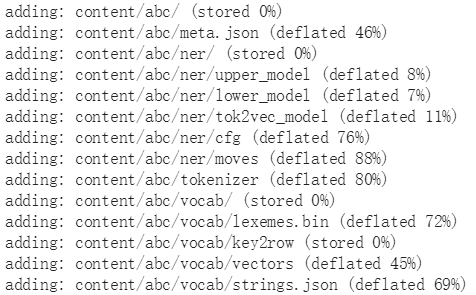 adding: content/abc/ (stored 0%)
adding: content/abc/meta.json (deflated 46%)
adding: content/abc/ner/ (stored 0%)
adding: content/abc/ner/upper_model (deflated 8%)
adding: content/abc/ner/lower_model (deflated 7%)
adding: content/abc/ner/tok2vec_model (deflated 11%)
adding: content/abc/ner/cfg (deflated 76%)
adding: content/abc/ner/moves (deflated 88%)
adding: content/abc/tokenizer (deflated 80%)
adding: content/abc/vocab/ (stored 0%)
adding: content/abc/vocab/lexemes.bin (deflated 72%)
adding: content/abc/vocab/key2row (stored 0%)
adding: content/abc/vocab/vectors (deflated 45%)
adding: content/abc/vocab/strings.json (deflated 69%)